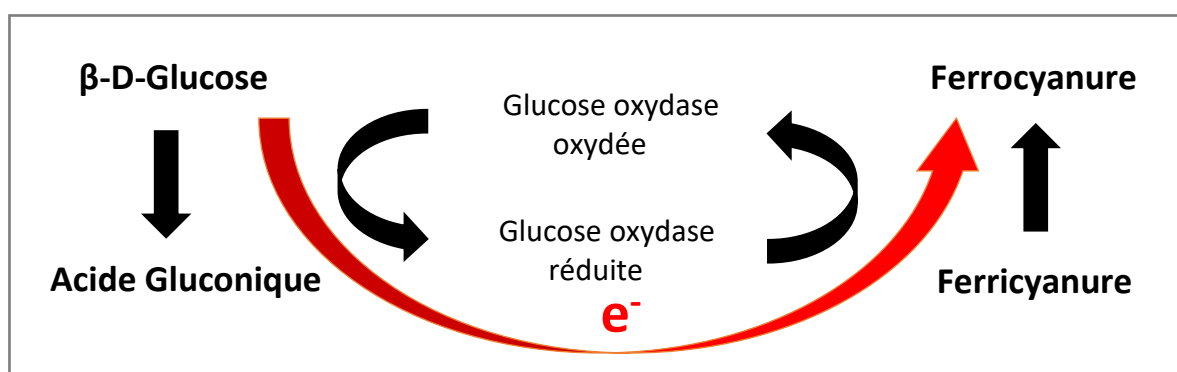 β-D-Glucose
Acide Gluconique
Glucose oxydase
oxydée
Glucose oxydase
réduite
e-
Ferrocyanure
Ferricyanure